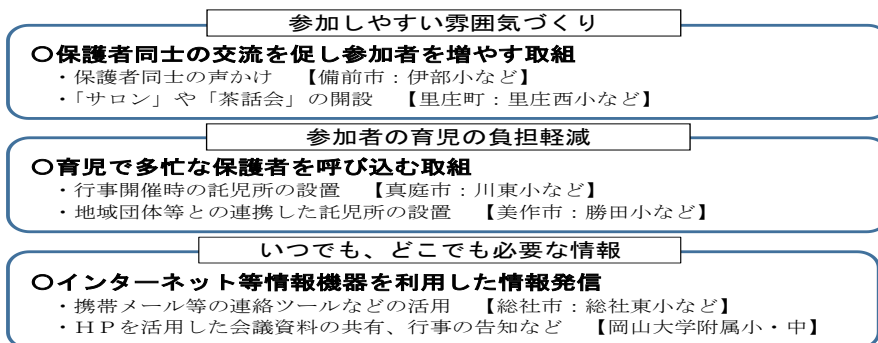 参加しやすい雰囲気づくり
〇保護者同士の交流を促し参加者を増やす取組
・保護者同士の声かけ 【備前市：伊部小など】
・「サロン」や「茶話会」の開設 【里庄町：里庄西小など】
参加者の育児の負担軽減
〇育児で多忙な保護者を呼び込む取組
・行事開催時の託児所の設置 【真庭市：川東小など】
・地域団体等との連携した託児所の設置 【美作市：勝田小など】
いつでも、どこでも必要な情報
〇インターネット等情報機器を利用した情報発信
・携帯メール等の連絡ツールなどの活用 【総社市：総社東小など】
・ＨＰを活用した会議資料の共有、行事の告知など 【岡山大学附属小・中】